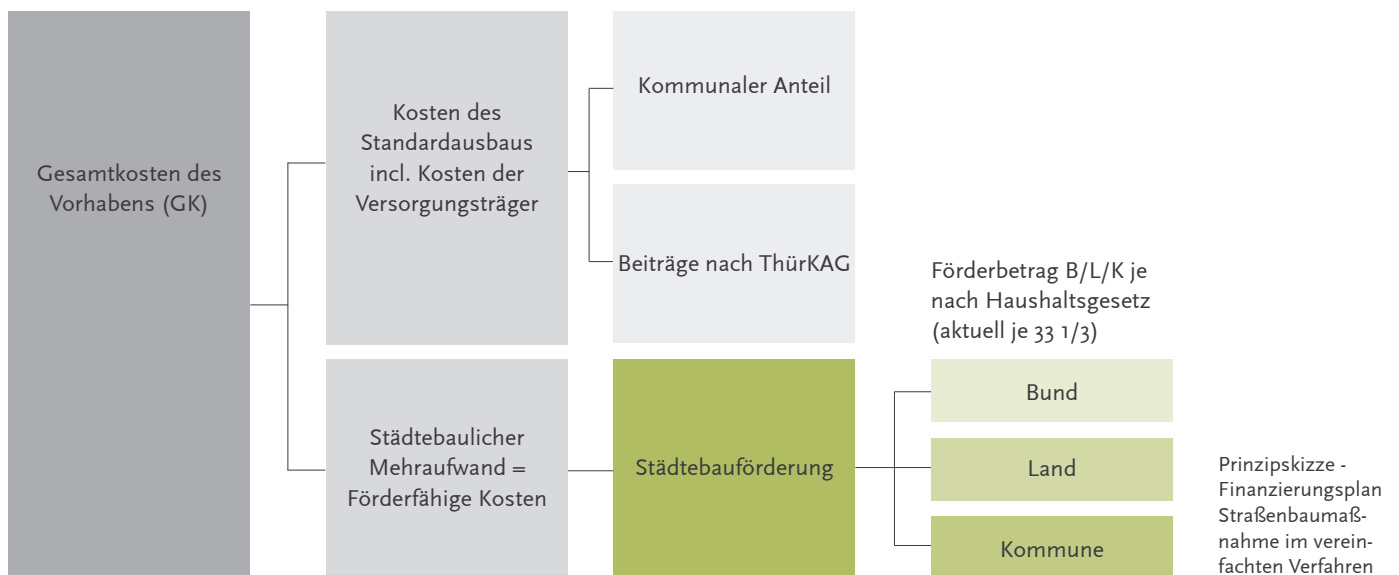 Gesamtkosten des
Vorhabens (GK)
Kosten des
Standardausbaus
incl. Kosten der
Versorgungsträger
Kommunaler Anteil
Beiträge nach ThürKAG
Städtebaulicher
Mehraufwand =
Förderfähige Kosten
Städtebauförderung
Förderbetrag B/L/K je
nach Haushaltsgesetz
(aktuell je 33 1/3)
Bund
Land
Kommune
Prinzipskizze -
Finanzierungsplan
Straßenbaumaß-
nahme im verein-
fachten Verfahren